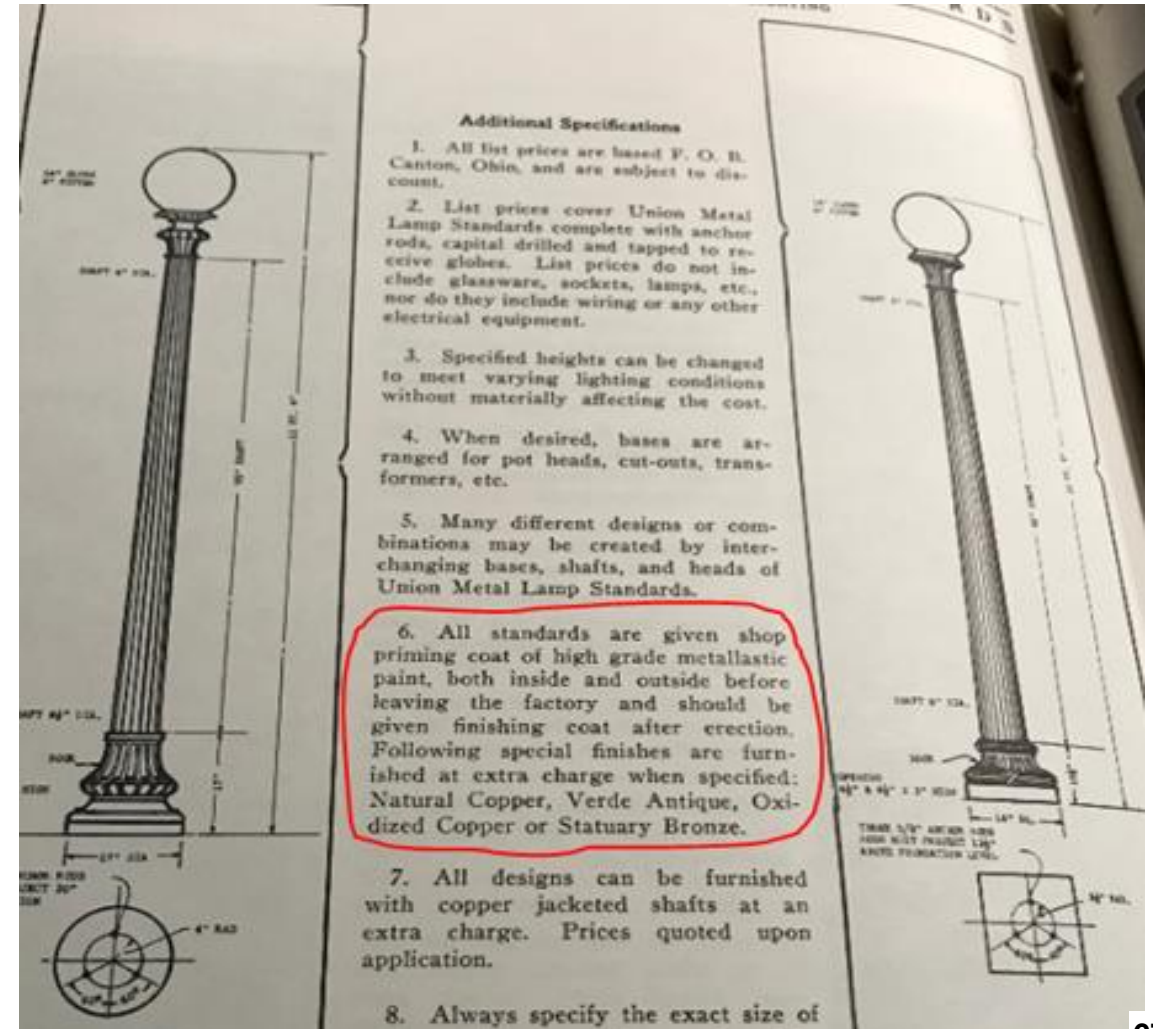 Additional Specifications
1. All list prices are based F. O. B.
Canton, Ohio, and are subject to dis-
count.
2. List prices cover Union Metal
Lamp Standards complete with anchor
rods, capital drilled and tapped to re-
ceive globes. List prices do not in-
clude glassware, sockets, lamps, etc.,
nor do they include wiring or any other
electrical equipment.
3. Specified heights can be changed
to meet varying lighting conditions
without materially affecting the cost.
4. When desired, bases are ar-
ranged for pot heads, cut-outs, trans-
formers, etc.
5. Many different designs or com-
binations may be created by inter-
changing bases, shafts, and heads of
Union Metal Lamp Standards.
6. All standards are given shop
priming coat of high grade metallastic
paint, both inside and outside before
leaving the factory and should be
given finishing coat after erection.
Following special finishes are furn-
ished at extra charge when specified:
Natural Copper, Verde Antique, Oxi-
dized Copper or Statuary Bronze.
7. All designs can be furnished
with copper jacketed shafts at an
extra charge. Prices quoted upon
application.
8. Always specify the exact size of
DOOR
17"
4" RAD
DOOR